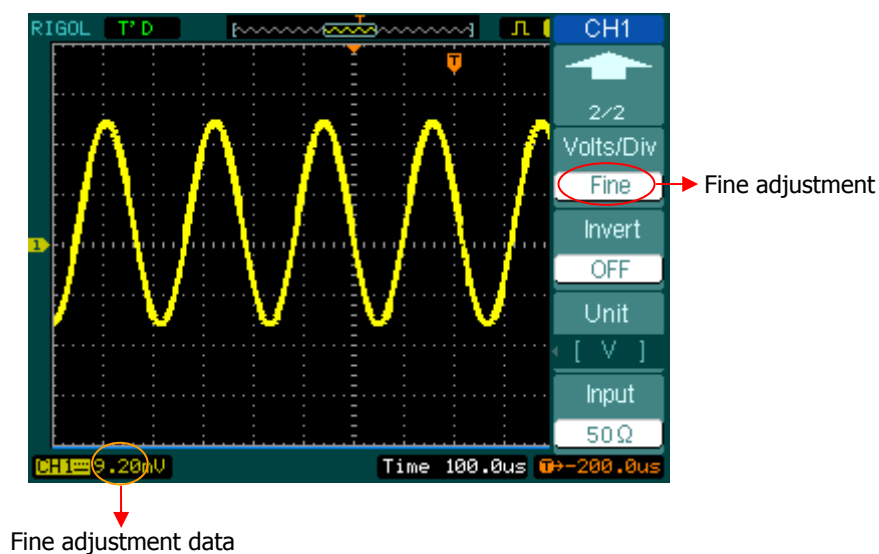 RIGOL T'D T CH1
T
2/2
Volts/Div
Fine
Fine adjustment
Invert
OFF
1
Unit
[ V ]
Input
50Ω
CH1 9.20mV Time 100.0us T→-200.0us
Fine adjustment data